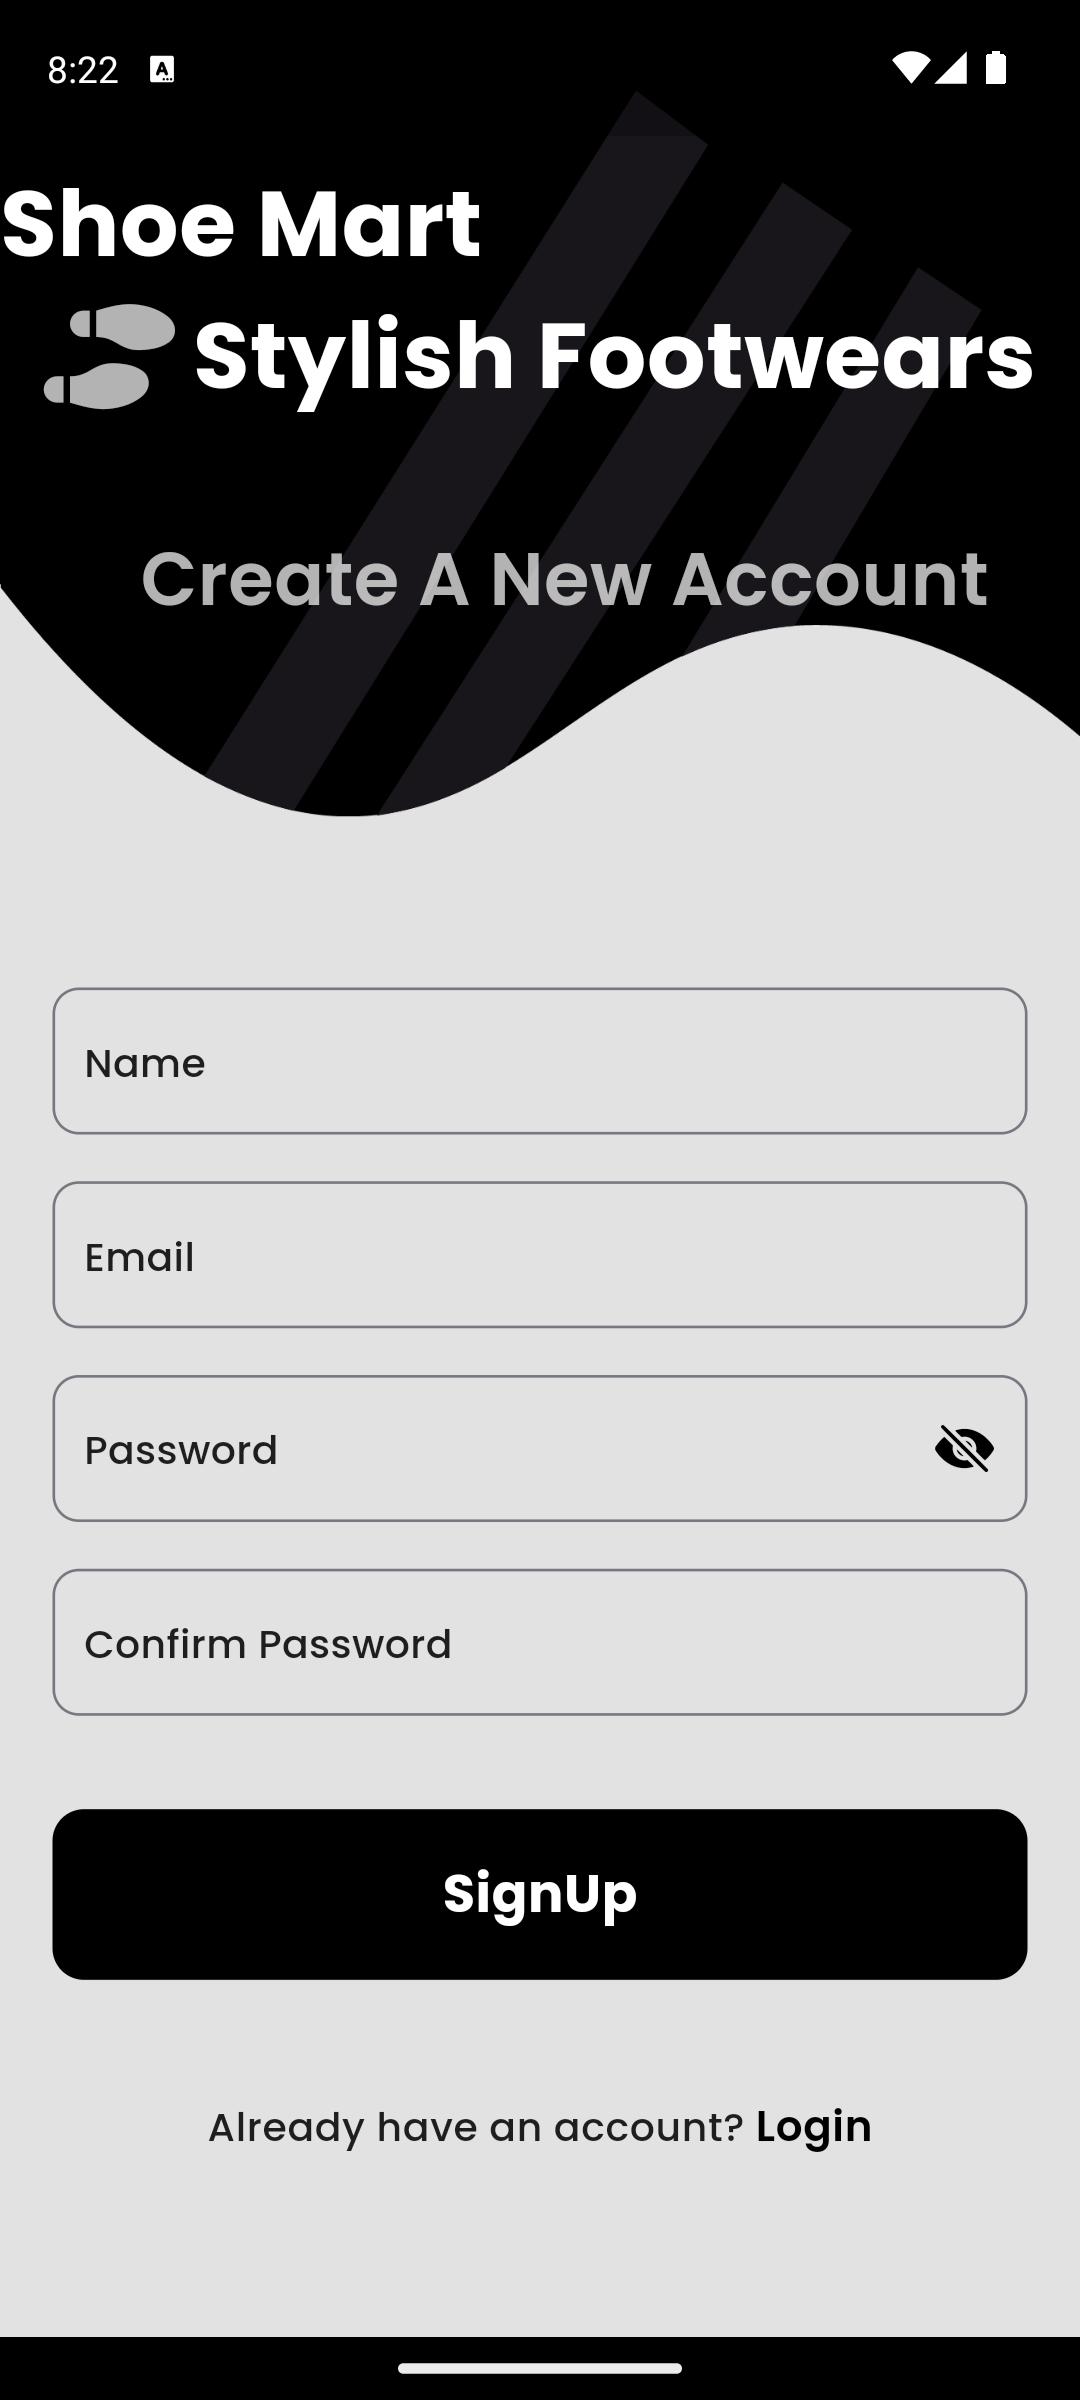 8:22
Shoe Mart
Stylish Footwears
Create A New Account
Name
Email
Password
Confirm Password
SignUp
Already have an account? Login